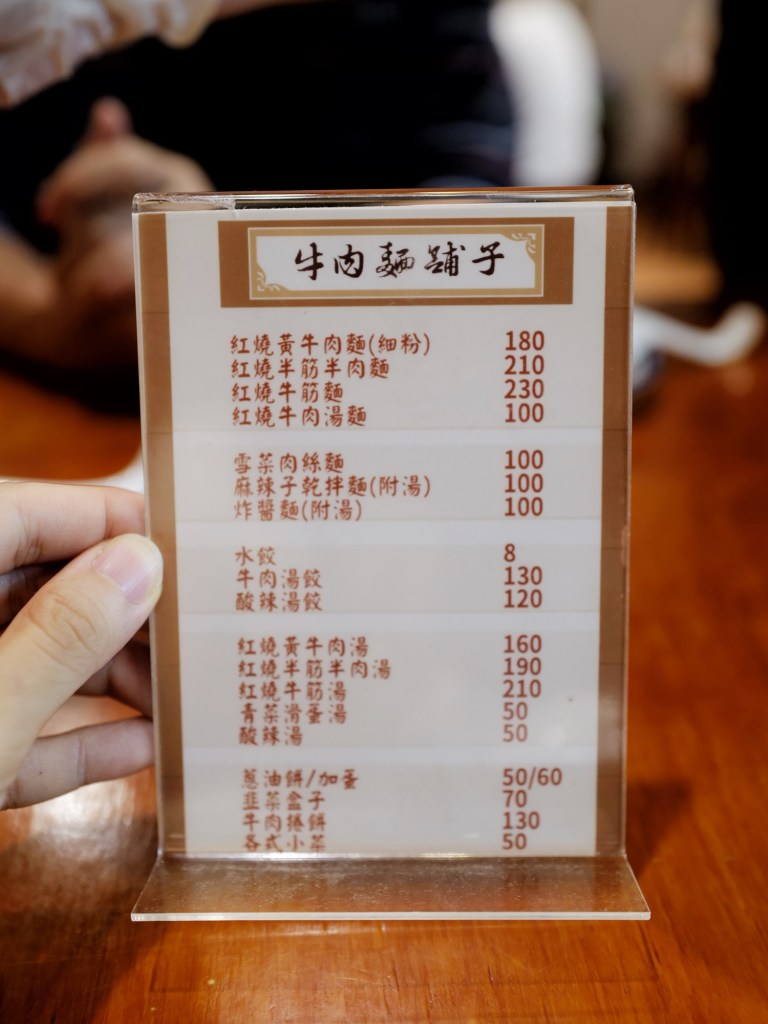 牛肉麵舖子
紅燒黃牛肉麵(細粉) 180
紅燒半筋半肉麵 210
紅燒牛筋麵 230
紅燒牛肉湯麵 100
雪菜肉絲麵 100
麻辣子乾拌麵(附湯) 100
炸醬麵(附湯) 100
水餃 8
牛肉湯餃 130
酸辣湯餃 120
紅燒黃牛肉湯 160
紅燒半筋半肉湯 190
紅燒牛筋湯 210
青菜滑蛋湯 50
酸辣湯 50
蔥油餅/加蛋 50/60
韭菜盒子 70
牛肉捲餅 130
各式小菜 50